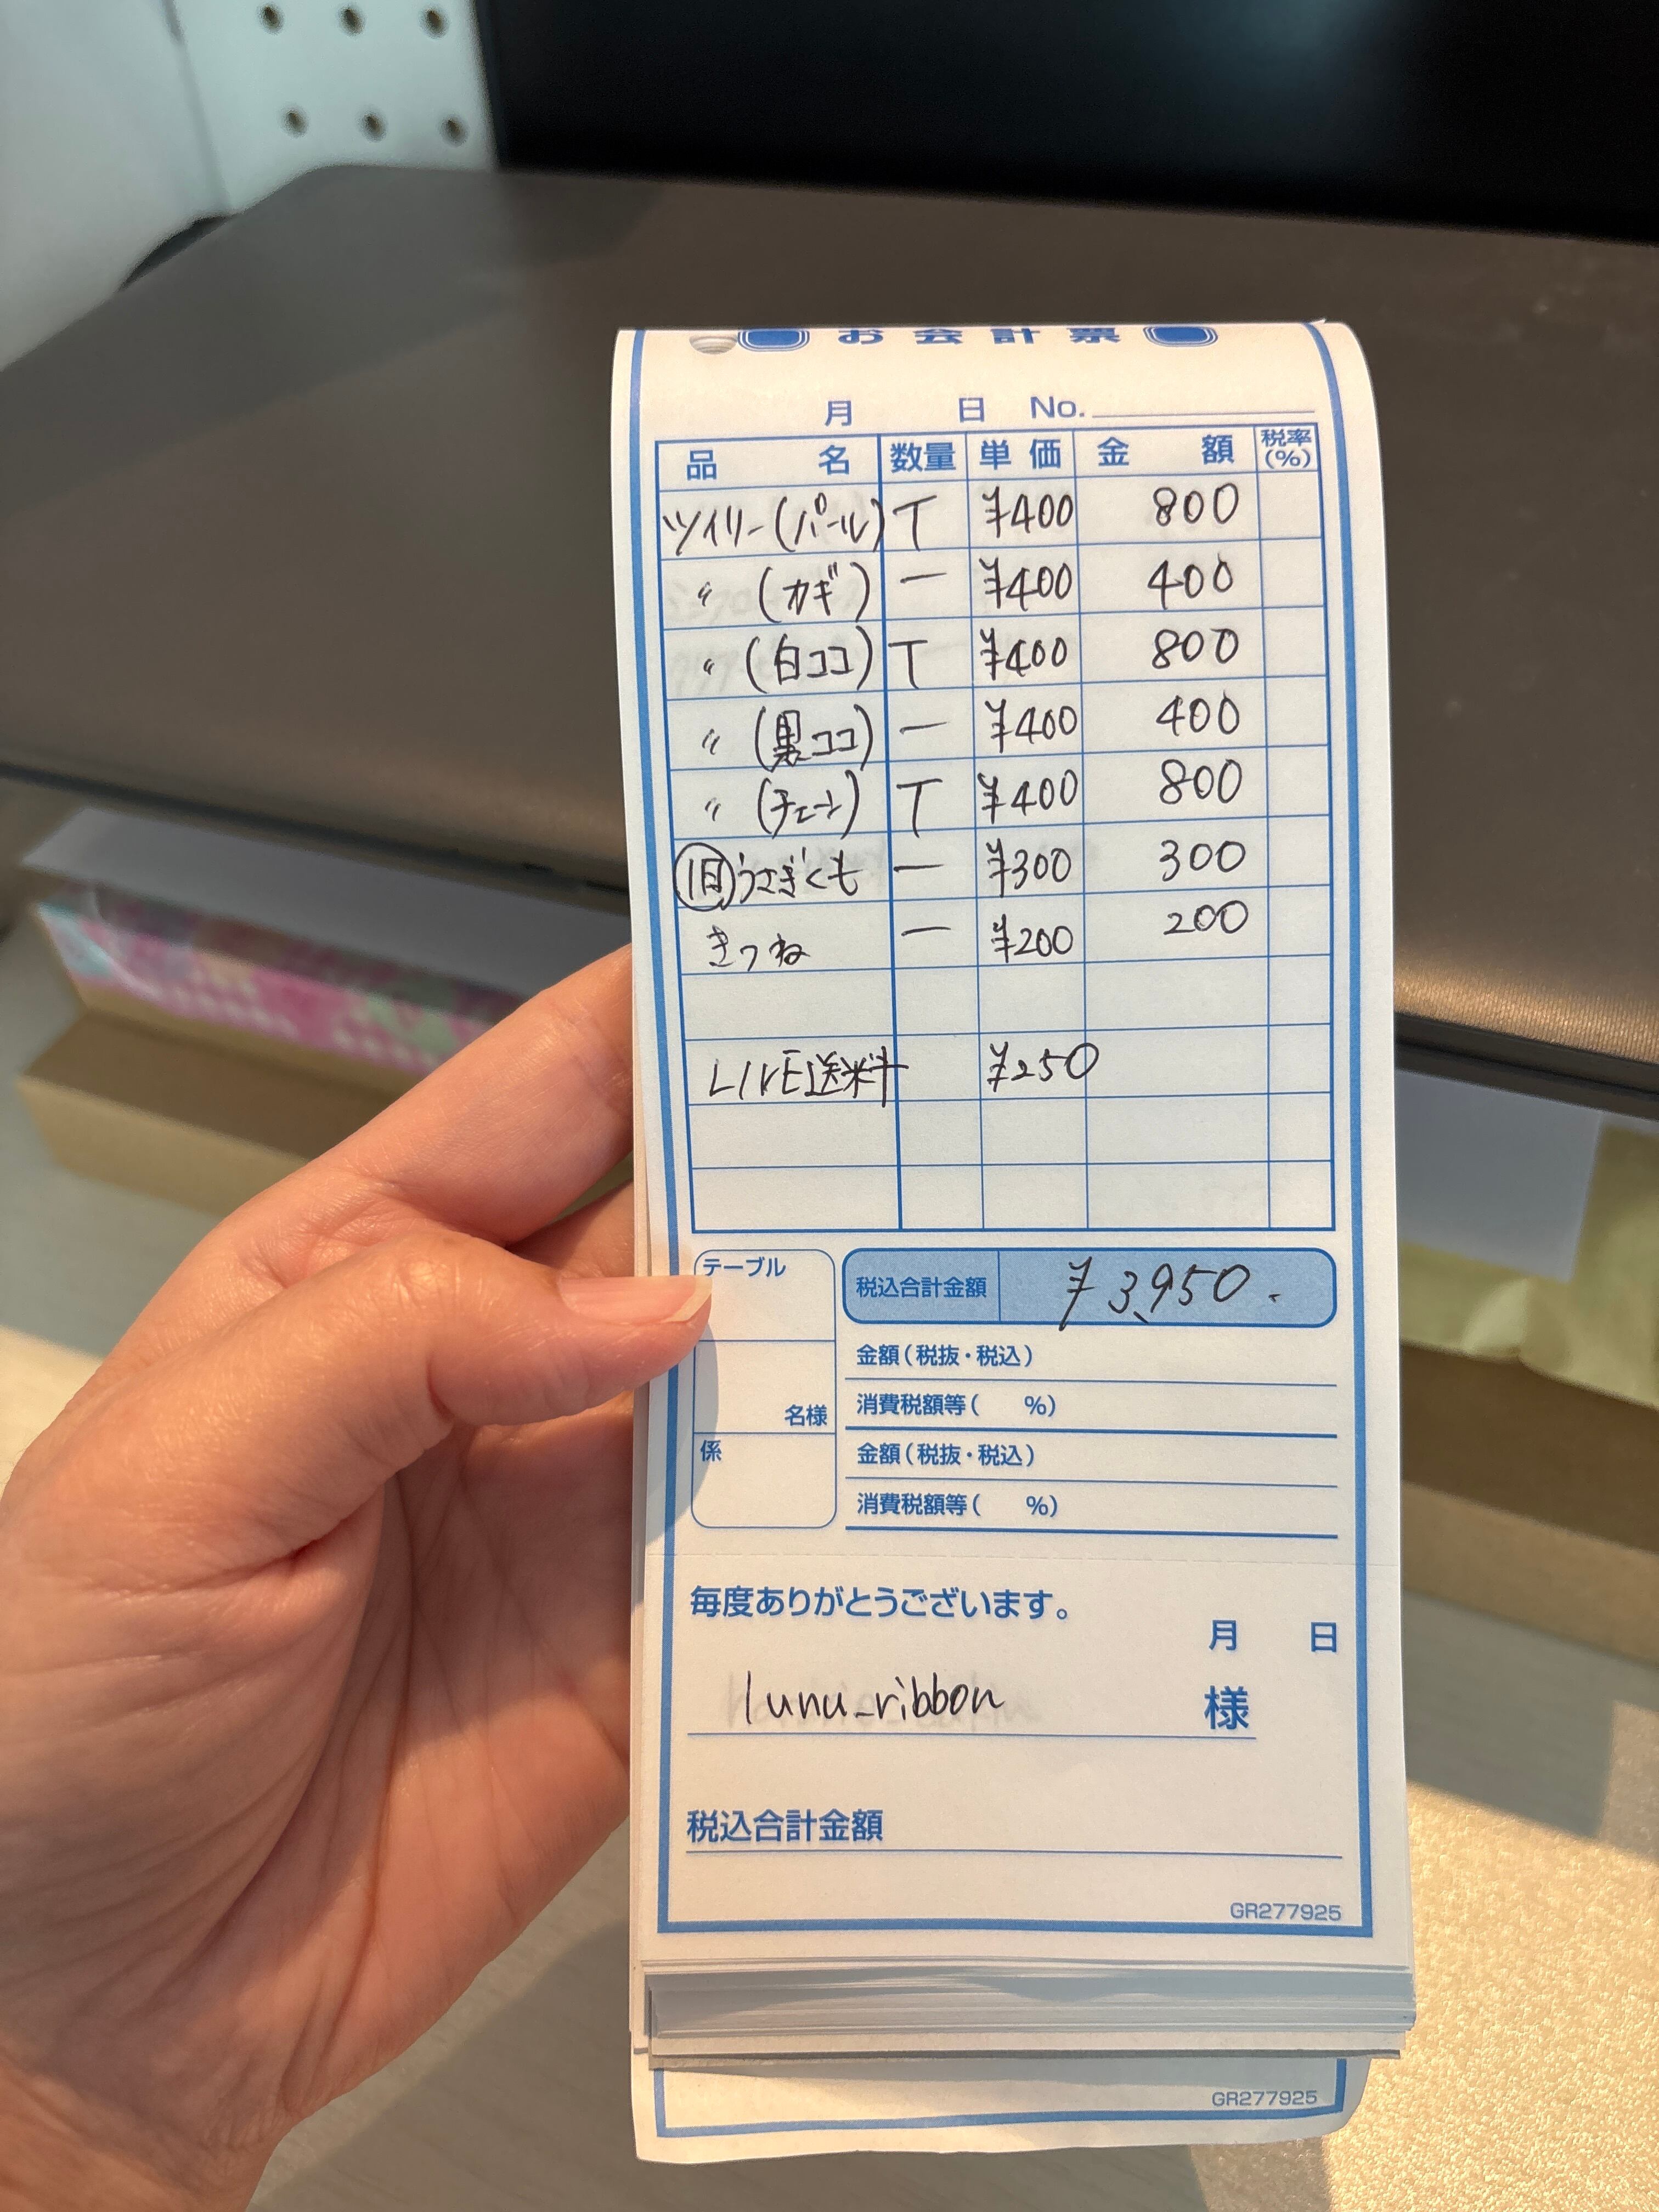 お会計票
月 日 No.
品名 数量 単価 金額 税率(%)
ツイリー(パール) T ¥400 800
〃 (カギ) 一 ¥400 400
〃 (白ココ) T ¥400 800
〃 (黒ココ) 一 ¥400 400
〃 (チェーン) T ¥400 800
旧うさぎくも 一 ¥300 300
きつね 一 ¥200 200
LIVE送料 ¥250
テーブル
税込合計金額 ¥3,950.
金額(税抜・税込)
名様
消費税額等( %)
係
金額(税抜・税込)
消費税額等( %)
毎度ありがとうございます。
月 日
lunu_ribbon 様
税込合計金額
GR277925
GR277925